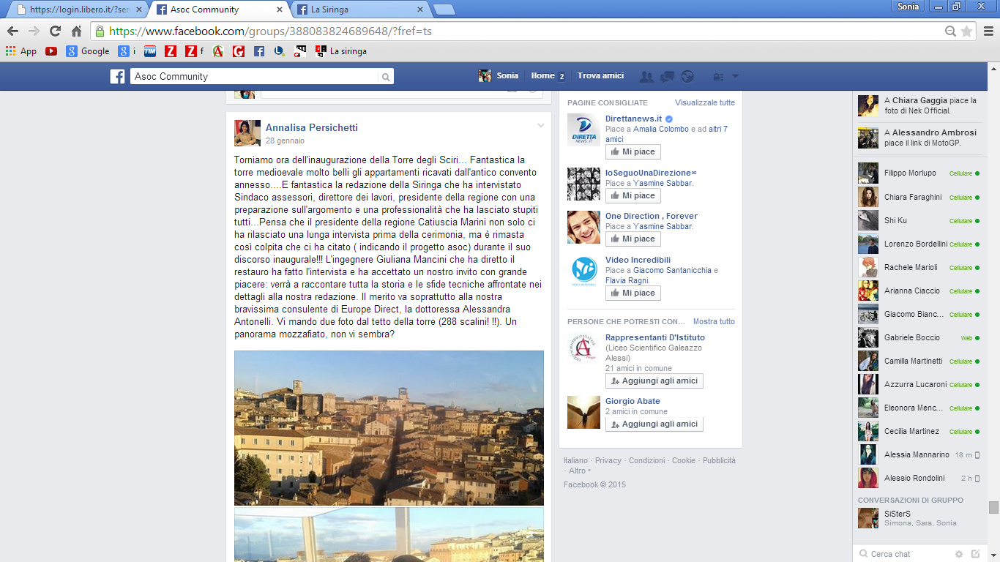 https://login.libero.it/?ser
Asoc Community
La Siringa
Sonia
https://www.facebook.com/groups/388083824689648/?fref=ts
App
Google
i
TIM
Z
Z f
A
G
La siringa
Asoc Community
Sonia
Home 2
Trova amici
Annalisa Persichetti
28 gennaio
Torniamo ora dell'inaugurazione della Torre degli Sciri... Fantastica la
torre medioevale molto belli gli appartamenti ricavati dall'antico convento
annesso....E fantastica la redazione della Siringa che ha intervistato
Sindaco assessori, direttore dei lavori, presidente della regione con una
preparazione sull'argomento e una professionalità che ha lasciato stupiti
tutti...Pensa che il presidente della regione Catiuscia Marini non solo ci
ha rilasciato una lunga intervista prima della cerimonia, ma è rimasta
così colpita che ci ha citato ( indicando il progetto asoc) durante il suo
discorso inaugurale!!! L'ingegnere Giuliana Mancini che ha diretto il
restauro ha fatto l'intervista e ha accettato un nostro invito con grande
piacere: verrà a raccontare tutta la storia e le sfide tecniche affrontate nei
dettagli alla nostra redazione. Il merito va soprattutto alla nostra
bravissima consulente di Europe Direct, la dottoressa Alessandra
Antonelli. Vi mando due foto dal tetto della torre (288 scalini! !!). Un
panorama mozzafiato, non vi sembra?
PAGINE CONSIGLIATE
Visualizzale tutte
DIRETTA
NEWS.IT
Direttanews.it
Piace a Amalia Colombo e ad altri 7
amici
Mi piace
IoSeguoUnaDirezione∞
Piace a Yasmine Sabbar.
Mi piace
One Direction , Forever
Piace a Yasmine Sabbar.
Mi piace
Video Incredibili
Piace a Giacomo Santanicchia e
Flavia Ragni.
Mi piace
PERSONE CHE POTRESTI CON...
Mostra tutto
Rappresentanti D'Istituto
(Liceo Scientifico Galeazzo
Alessi)
21 amici in comune
Aggiungi agli amici
Giorgio Abate
2 amici in comune
Aggiungi agli amici
Italiano · Privacy · Condizioni · Cookie · Pubblicità
· Altro
Facebook © 2015
A Chiara Gaggia piace la
foto di Nek Official.
A Alessandro Ambrosi
piace il link di MotoGP.
Filippo Morlupo Cellulare
Chiara Faraghini Cellulare
Shi Ku Cellulare
Lorenzo Bordellini Cellulare
Rachele Marioli Cellulare
Arianna Ciaccio Cellulare
Giacomo Bianc... Cellulare
Gabriele Boccio Web
Camilla Martinetti Cellulare
Azzurra Lucaroni Cellulare
Eleonora Menc... Cellulare
Cecilia Martinez Cellulare
Alessia Mannarino 18 m
Alessio Rondolini 2 h
CONVERSAZIONI DI GRUPPO
SiSterS
Simona, Sara, Sonia
Cerca chat